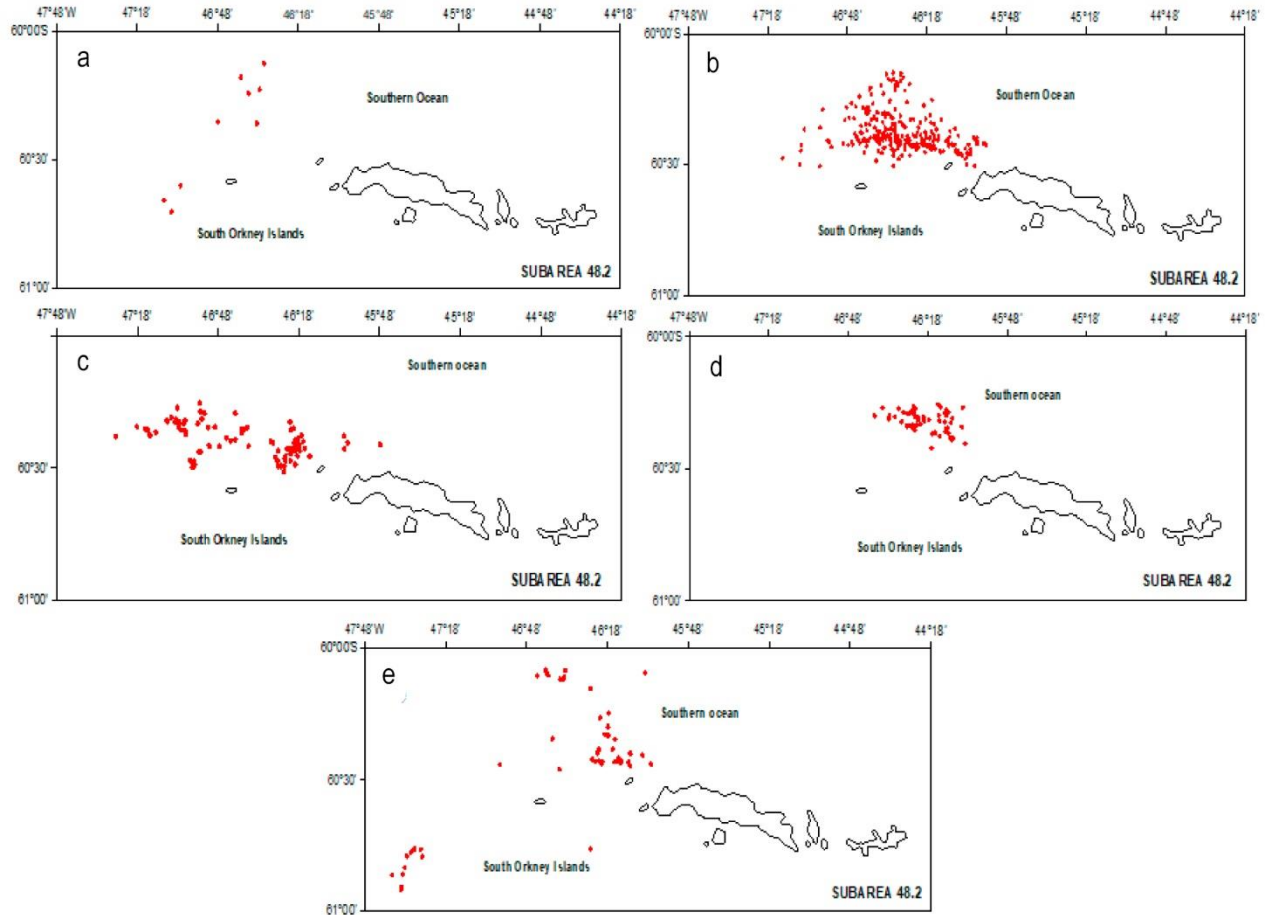 47°48'W 47°18' 46°48' 46°18' 45°48' 45°18' 44°48' 44°18'
60°00'S
a
Southern Ocean
60°30'
South Orkney Islands
SUBAREA 48.2
61°00'
47°48'W 47°18' 46°48' 46°18' 45°48' 45°18' 44°48' 44°18'
60°00'S
b
Southern Ocean
60°30'
South Orkney Islands
SUBAREA 48.2
61°00'
47°48'W 47°18' 46°48' 46°18' 45°48' 45°18' 44°48' 44°18'
c
Southern ocean
60°30'
South Orkney Islands
SUBAREA 48.2
61°00'
47°48'W 47°18' 46°48' 46°18' 45°48' 45°18' 44°48' 44°18'
60°00'S
d
Southern ocean
60°30'
South Orkney Islands
SUBAREA 48.2
61°00'
47°48'W 47°18' 46°48' 46°18' 45°48' 45°18' 44°48' 44°18'
60°00'S
e
Southern ocean
60°30'
South Orkney Islands
SUBAREA 48.2
61°00'